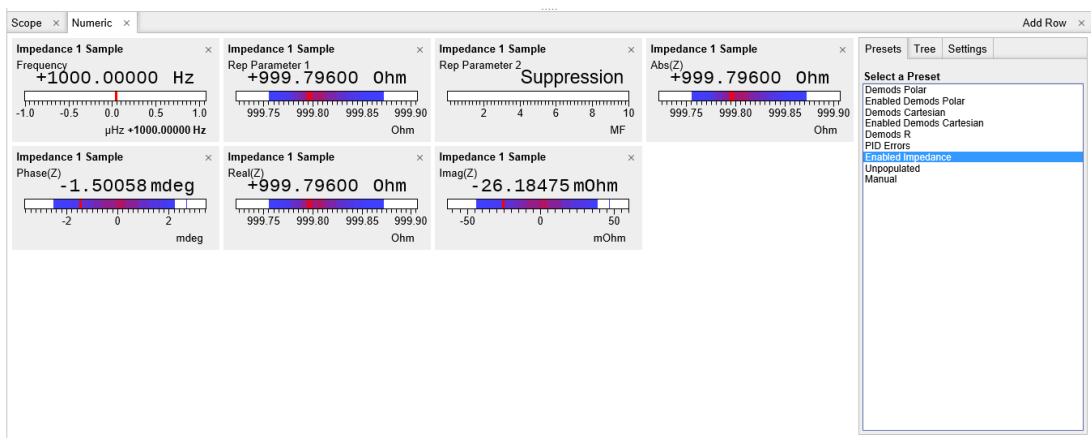 Scope × Numeric × Add Row ×
Impedance 1 Sample ×
Frequency
+1000.00000 Hz
-1.0 -0.5 0.0 0.5 1.0
µHz +1000.00000 Hz
Impedance 1 Sample ×
Rep Parameter 1
+999.79600 Ohm
999.75 999.80 999.85 999.90
Ohm
Impedance 1 Sample ×
Rep Parameter 2
Suppression
2 4 6 8 10
MF
Impedance 1 Sample ×
Abs(Z)
+999.79600 Ohm
999.75 999.80 999.85 999.90
Ohm
Impedance 1 Sample ×
Phase(Z)
-1.50058 mdeg
-2 0 2
mdeg
Impedance 1 Sample ×
Real(Z)
+999.79600 Ohm
999.75 999.80 999.85 999.90
Ohm
Impedance 1 Sample ×
Imag(Z)
-26.18475 mOhm
-50 0 50
mOhm
Presets Tree Settings
Select a Preset
Demods Polar
Enabled Demods Polar
Demods Cartesian
Enabled Demods Cartesian
Demods R
PID Errors
Enabled Impedance
Unpopulated
Manual